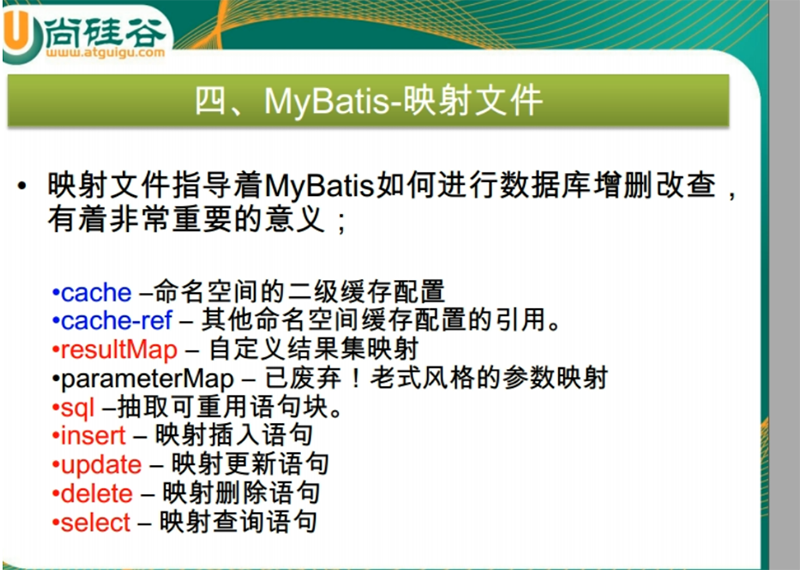 尚硅谷
www.atguigu.com
四、MyBatis-映射文件
• 映射文件指导着MyBatis如何进行数据库增删改查，
有着非常重要的意义；
•cache –命名空间的二级缓存配置
•cache-ref – 其他命名空间缓存配置的引用。
•resultMap – 自定义结果集映射
•parameterMap – 已废弃！老式风格的参数映射
•sql –抽取可重用语句块。
•insert – 映射插入语句
•update – 映射更新语句
•delete – 映射删除语句
•select – 映射查询语句